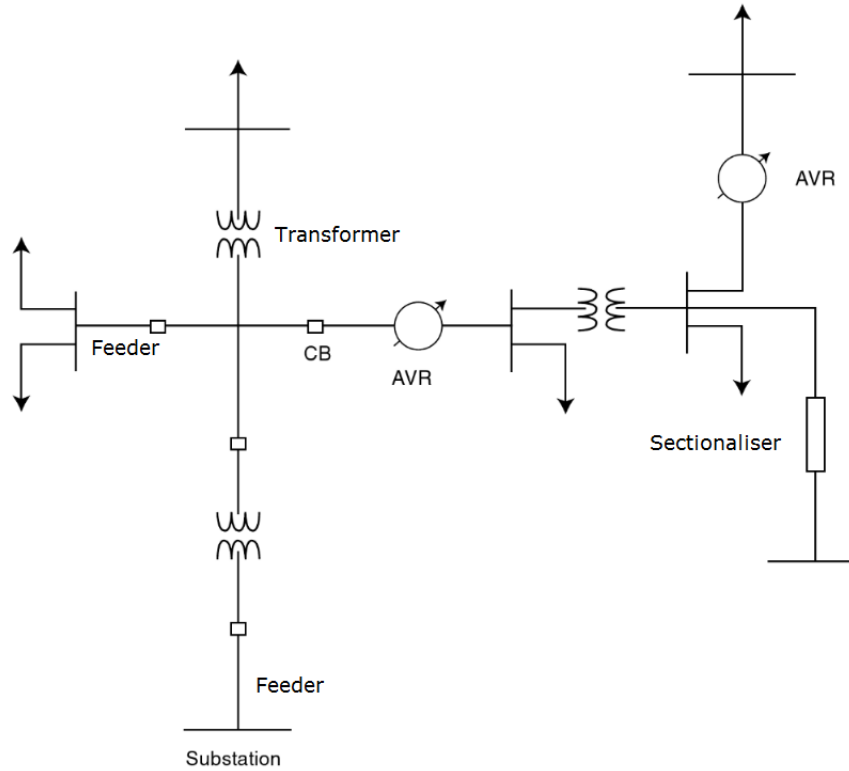 AVR
Transformer
Feeder
CB
AVR
Sectionaliser
Feeder
Substation